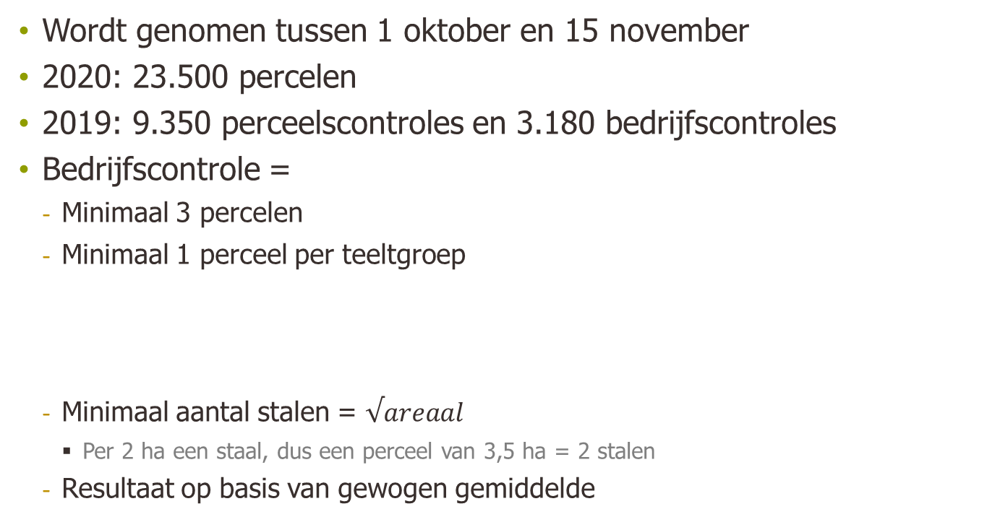 • Wordt genomen tussen 1 oktober en 15 november
• 2020: 23.500 percelen
• 2019: 9.350 perceelscontroles en 3.180 bedrijfscontroles
• Bedrijfscontrole =
- Minimaal 3 percelen
- Minimaal 1 perceel per teeltgroep
- Minimaal aantal stalen = √areaal
▪ Per 2 ha een staal, dus een perceel van 3,5 ha = 2 stalen
- Resultaat op basis van gewogen gemiddelde